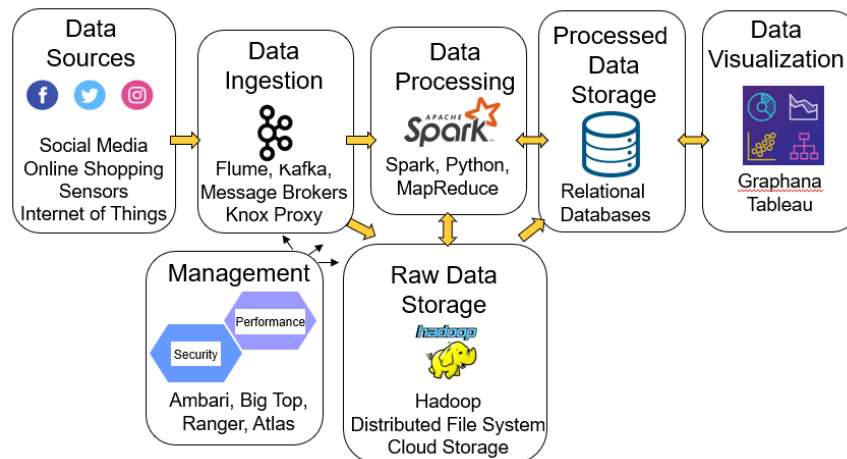 Data
Sources
Social Media
Online Shopping
Sensors
Internet of Things
Data
Ingestion
Flume, Kafka,
Message Brokers
Knox Proxy
Data
Processing
APACHE
Spark
Spark, Python,
MapReduce
Processed
Data
Storage
Relational
Databases
Data
Visualization
Graphana
Tableau
Management
Performance
Security
Ambari, Big Top,
Ranger, Atlas
Raw Data
Storage
hadoop
Hadoop
Distributed File System
Cloud Storage